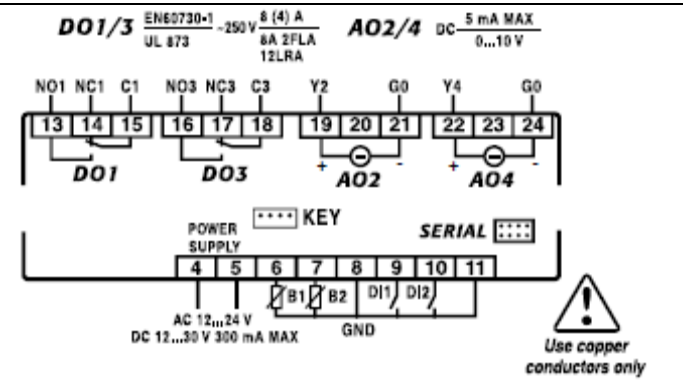 DO1/3 EN60730-1 ~250V 8 (4) A AO2/4 DC 5 mA MAX
UL 873 8A 2FLA 0...10 V
12LRA
NO1 NC1 C1 NO3 NC3 C3 Y2 G0 Y4 G0
13 14 15 16 17 18 19 20 21 22 23 24
+ - + -
DO1 DO3 AO2 AO4
KEY
POWER SERIAL
SUPPLY
4 5 6 7 8 9 10 11
B1 B2 DI1 DI2
AC 12...24 V
DC 12...30 V 300 mA MAX GND
!
Use copper
conductors only